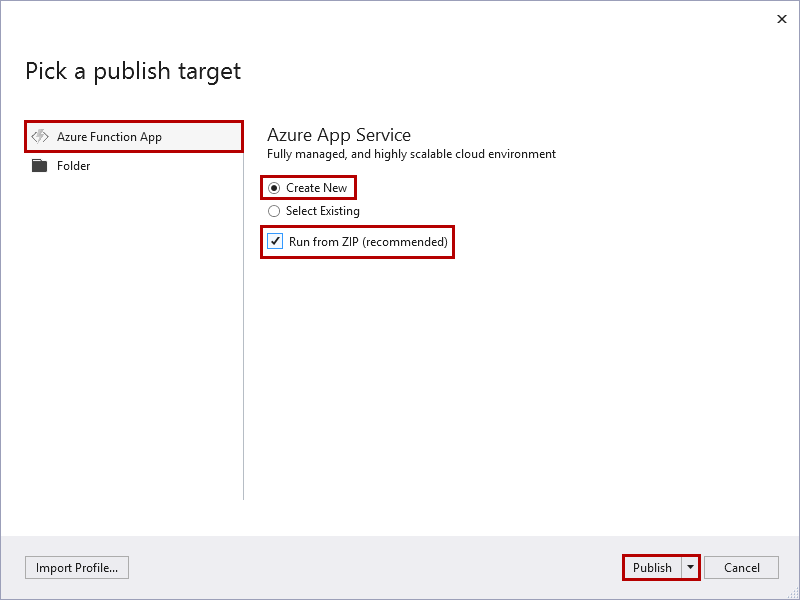 Pick a publish target
Azure Function App
Folder
Azure App Service
Fully managed, and highly scalable cloud environment
Create New
Select Existing
Run from ZIP (recommended)
Import Profile...
Publish
Cancel